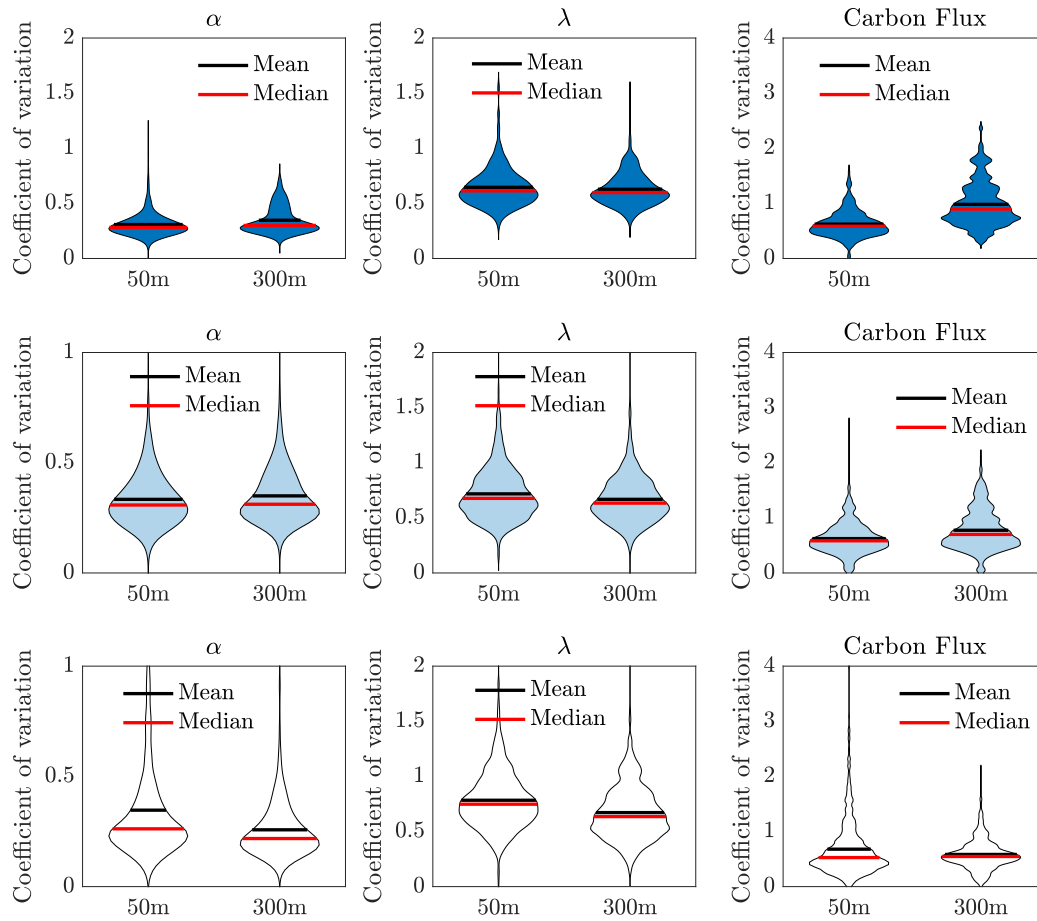 α
Coefficient of variation
2
1.5
1
0.5
0
Mean
Median
50m
300m
λ
Coefficient of variation
2
1.5
1
0.5
0
Mean
Median
50m
300m
Carbon Flux
Coefficient of variation
4
3
2
1
0
Mean
Median
50m
300m
α
Coefficient of variation
1
0.5
0
Mean
Median
50m
300m
λ
Coefficient of variation
2
1.5
1
0.5
0
Mean
Median
50m
300m
Carbon Flux
Coefficient of variation
4
3
2
1
0
Mean
Median
50m
300m
α
Coefficient of variation
1
0.5
0
Mean
Median
50m
300m
λ
Coefficient of variation
2
1.5
1
0.5
0
Mean
Median
50m
300m
Carbon Flux
Coefficient of variation
4
3
2
1
0
Mean
Median
50m
300m